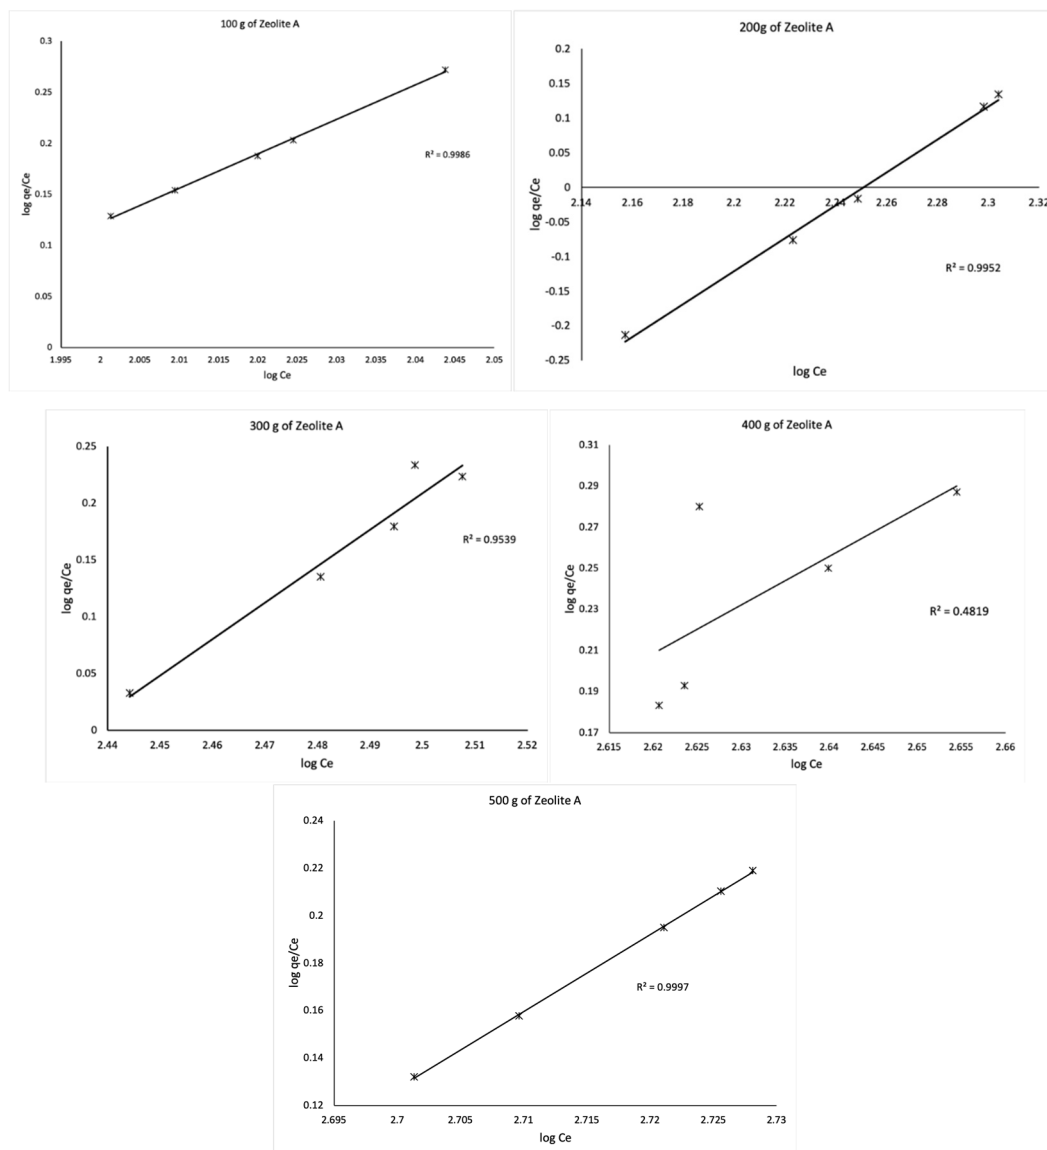 100 g of Zeolite A
0.3
0.25
0.2
0.15
0.1
0.05
0
log qe/Ce
R² = 0.9986
1.995 2 2.005 2.01 2.015 2.02 2.025 2.03 2.035 2.04 2.045 2.05
log Ce
200g of Zeolite A
0.2
0.15
0.1
0.05
0
-0.05
-0.1
-0.15
-0.2
-0.25
log qe/Ce
2.14 2.16 2.18 2.2 2.22 2.24 2.26 2.28 2.3 2.32
R² = 0.9952
log Ce
300 g of Zeolite A
0.25
0.2
0.15
0.1
0.05
0
log qe/Ce
R² = 0.9539
2.44 2.45 2.46 2.47 2.48 2.49 2.5 2.51 2.52
log Ce
400 g of Zeolite A
0.31
0.29
0.27
0.25
0.23
0.21
0.19
0.17
log qe/Ce
R² = 0.4819
2.615 2.62 2.625 2.63 2.635 2.64 2.645 2.65 2.655 2.66
log Ce
500 g of Zeolite A
0.24
0.22
0.2
0.18
0.16
0.14
0.12
log qe/Ce
R² = 0.9997
2.695 2.7 2.705 2.71 2.715 2.72 2.725 2.73
log Ce